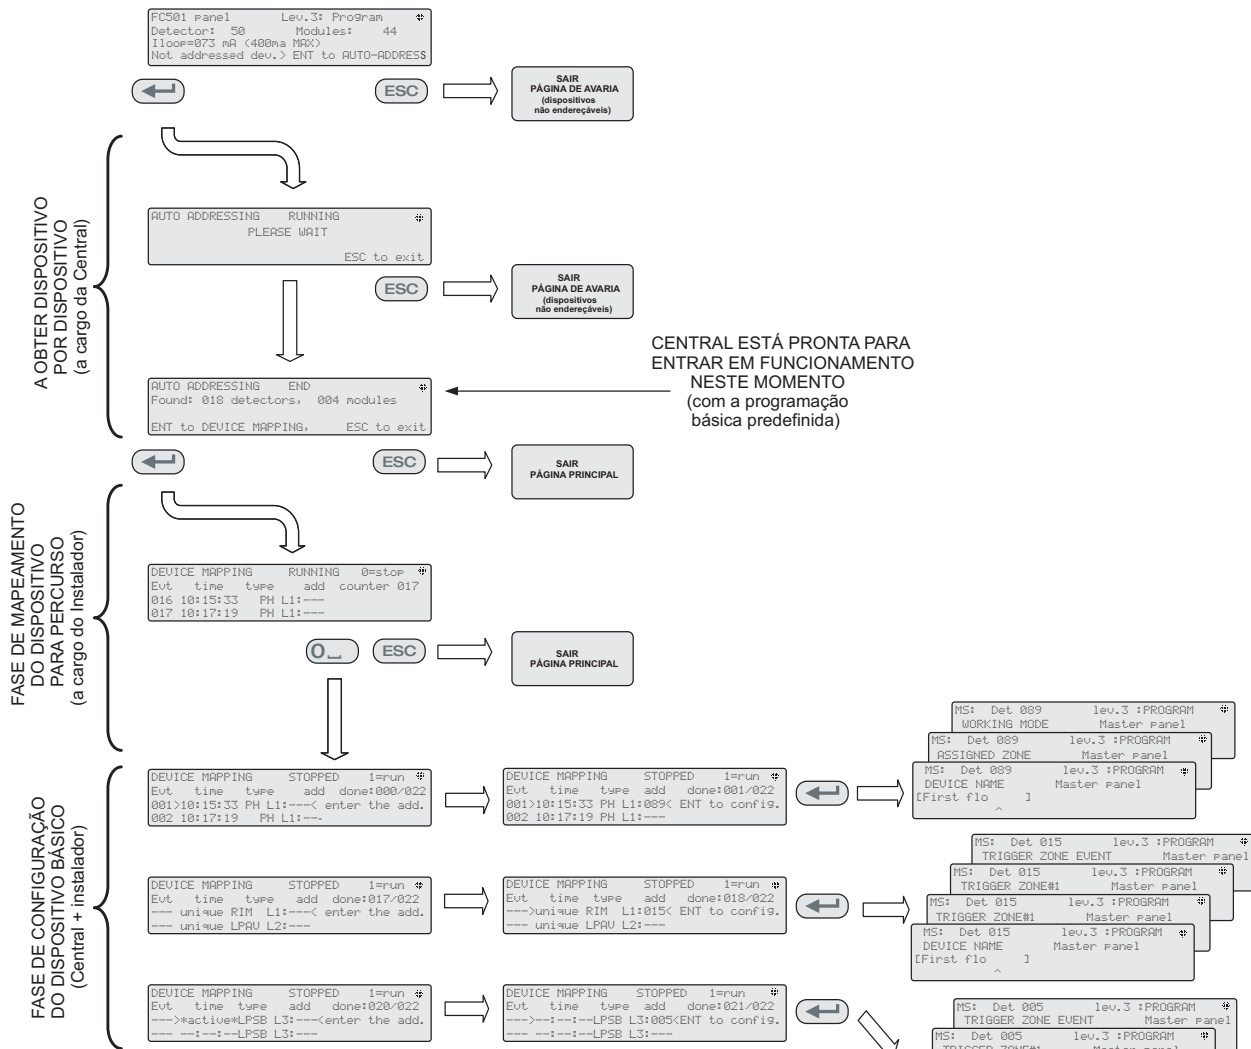 FC501 panel Lev.3: Program
Detector: 50 Modules: 44
Iloop=073 mA (400ma MAX)
Not addressed dev.> ENT to AUTO-ADDRESS
ESC
SAIR
PÁGINA DE AVARIA
(dispositivos
não endereçáveis)
A OBTER DISPOSITIVO
POR DISPOSITIVO
(a cargo da Central)
AUTO ADDRESSING RUNNING
PLEASE WAIT
ESC to exit
ESC
SAIR
PÁGINA DE AVARIA
(dispositivos
não endereçáveis)
CENTRAL ESTÁ PRONTA PARA
ENTRAR EM FUNCIONAMENTO
NESTE MOMENTO
(com a programação
básica predefinida)
AUTO ADDRESSING END
Found: 018 detectors, 004 modules
ENT to DEVICE MAPPING, ESC to exit
ESC
SAIR
PÁGINA PRINCIPAL
FASE DE MAPEAMENTO
DO DISPOSITIVO
PARA PERCURSO
(a cargo do Instalador)
DEVICE MAPPING RUNNING 0=stop
Evt time type add counter 017
016 10:15:33 PH L1:---
017 10:17:19 PH L1:---
0 ESC
SAIR
PÁGINA PRINCIPAL
FASE DE CONFIGURAÇÃO
DO DISPOSITIVO BÁSICO
(Central + instalador)
DEVICE MAPPING STOPPED 1=run
Evt time type add done:000/022
001>10:15:33 PH L1:---< enter the add.
002 10:17:19 PH L1:--.
DEVICE MAPPING STOPPED 1=run
Evt time type add done:001/022
001>10:15:33 PH L1:089< ENT to config.
002 10:17:19 PH L1:---
MS: Det 089 lev.3 :PROGRAM
WORKING MODE Master panel
MS: Det 089 lev.3 :PROGRAM
ASSIGNED ZONE Master panel
MS: Det 089 lev.3 :PROGRAM
DEVICE NAME Master panel
[First flo ]
^
DEVICE MAPPING STOPPED 1=run
Evt time type add done:017/022
--- unique RIM L1:---< enter the add.
--- unique LPAV L2:---
DEVICE MAPPING STOPPED 1=run
Evt time type add done:018/022
--->unique RIM L1:015< ENT to config.
--- unique LPAV L2:---
MS: Det 015 lev.3 :PROGRAM
TRIGGER ZONE EVENT Master panel
MS: Det 015 lev.3 :PROGRAM
TRIGGER ZONE#1 Master panel
MS: Det 015 lev.3 :PROGRAM
TRIGGER ZONE#1 Master panel
MS: Det 015 lev.3 :PROGRAM
DEVICE NAME Master panel
[First flo ]
^
DEVICE MAPPING STOPPED 1=run
Evt time type add done:020/022
--->*active*LPSB L3:---<enter the add.
--- --:--:--LPSB L3:---
DEVICE MAPPING STOPPED 1=run
Evt time type add done:021/022
--->--:--:--LPSB L3:005<ENT to config.
--- --:--:--LPSB L3:---
MS: Det 005 lev.3 :PROGRAM
TRIGGER ZONE EVENT Master panel
MS: Det 005 lev.3 :PROGRAM
TRIGGER ZONE#1 Master panel